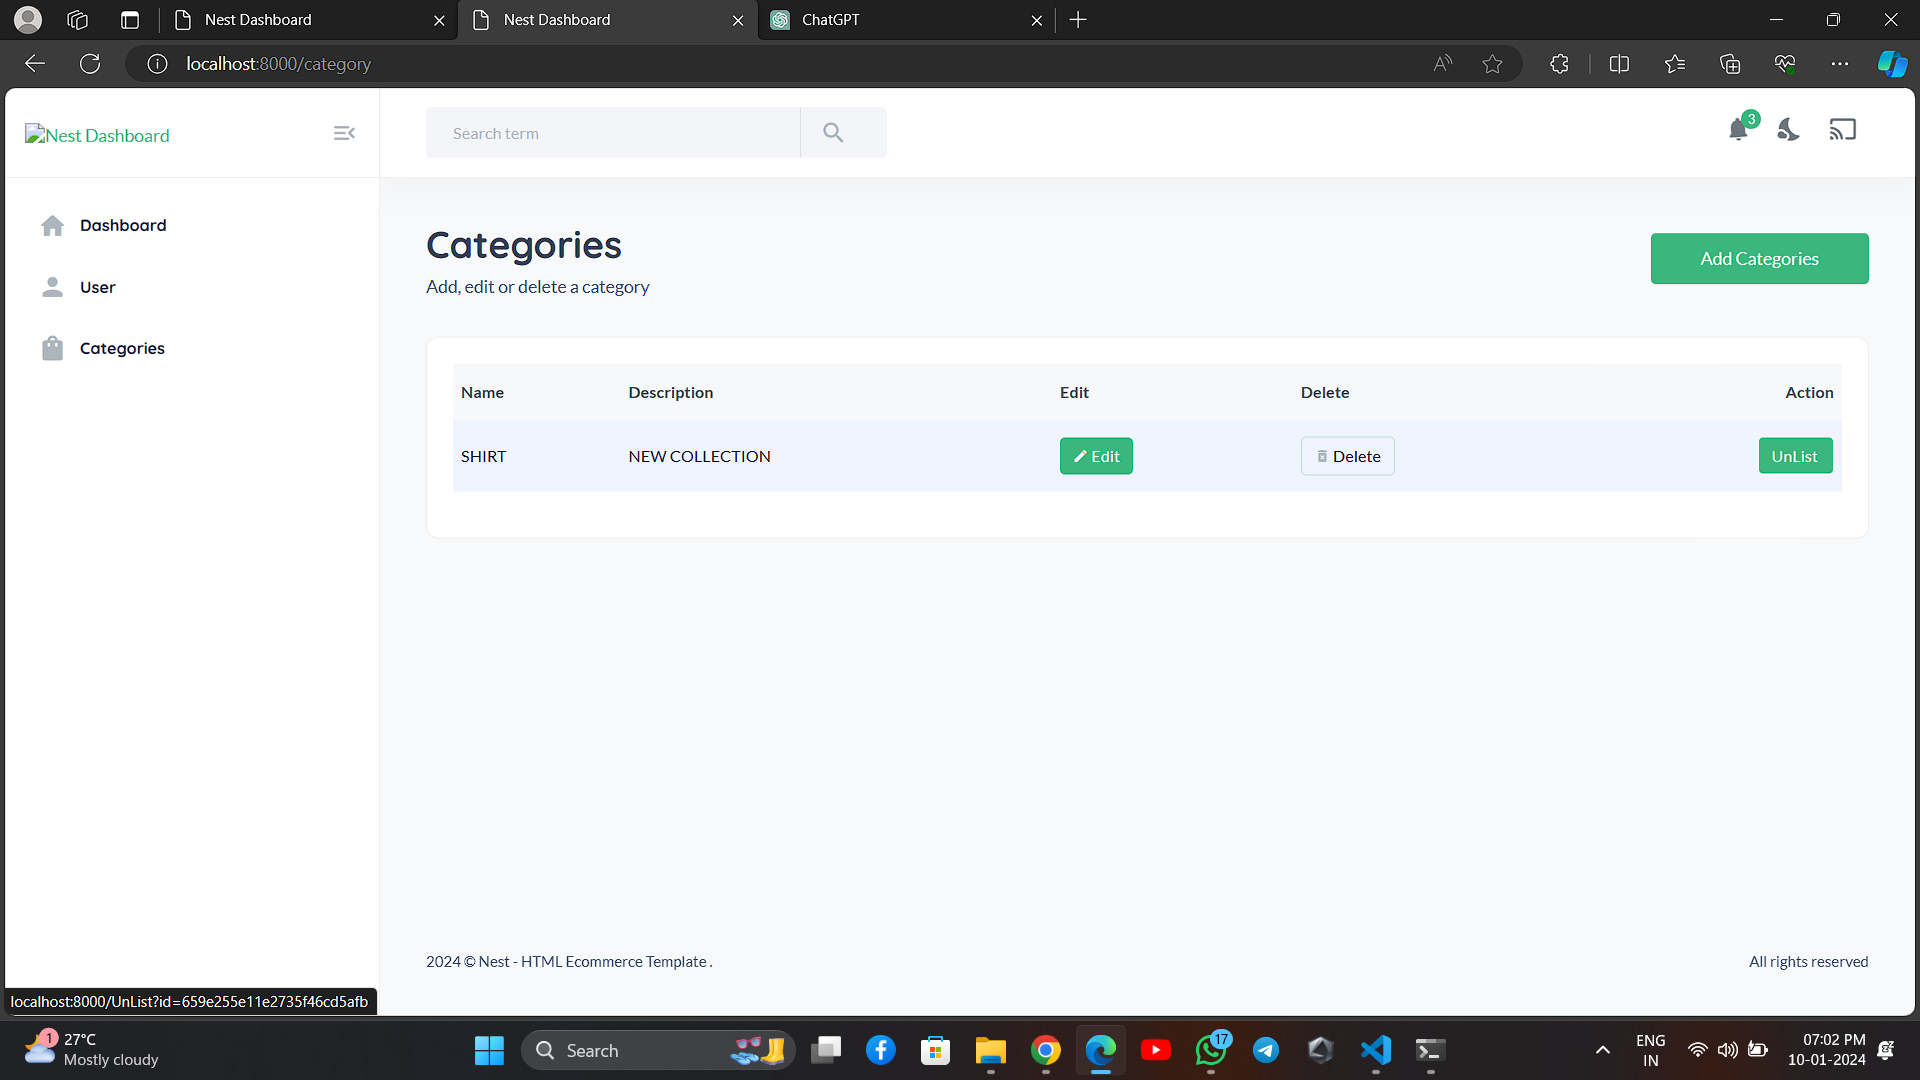 Nest Dashboard
Nest Dashboard
ChatGPT
localhost:8000/category
Nest Dashboard
Search term
3
Dashboard
User
Categories
Categories
Add, edit or delete a category
Add Categories
Name Description Edit Delete Action
SHIRT NEW COLLECTION Edit Delete UnList
2024 © Nest - HTML Ecommerce Template .
All rights reserved
localhost:8000/UnList?id=659e255e11e2735f46cd5afb
1
27°C
Mostly cloudy
Search
17
ENG
IN
07:02 PM
10-01-2024